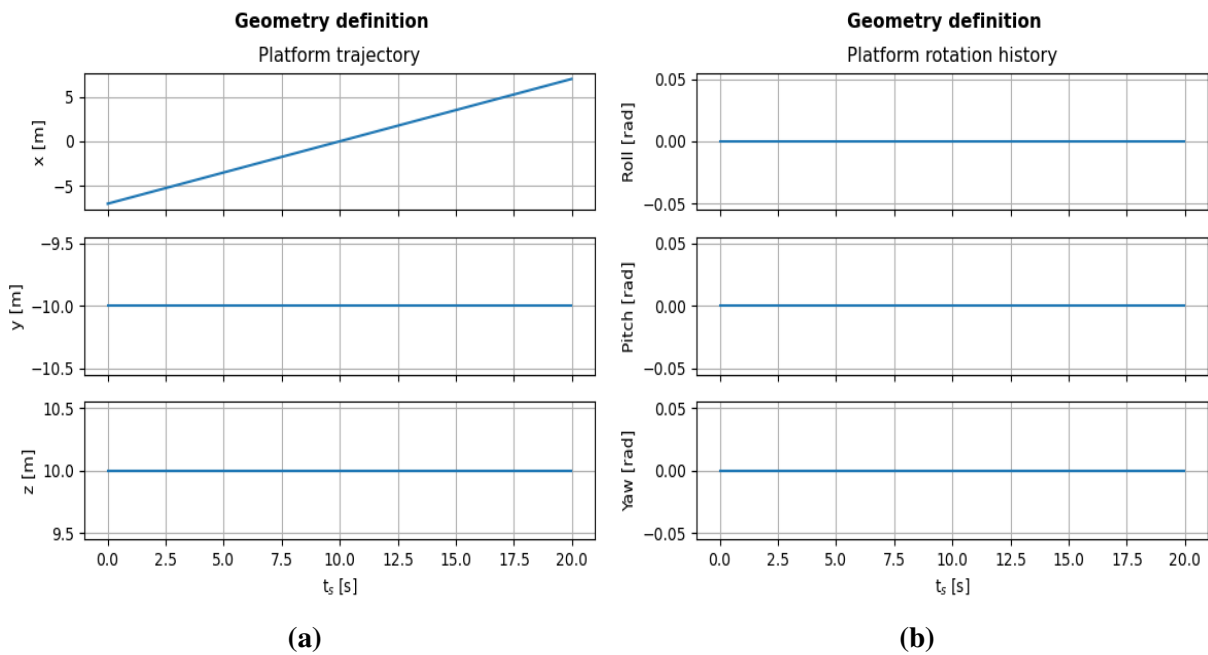 Geometry definition
Platform trajectory
5
0
−5
x [m]
−9.5
−10.0
−10.5
y [m]
10.5
10.0
9.5
z [m]
0.0 2.5 5.0 7.5 10.0 12.5 15.0 17.5 20.0
tₛ [s]
(a)
Geometry definition
Platform rotation history
0.05
0.00
−0.05
Roll [rad]
0.05
0.00
−0.05
Pitch [rad]
0.05
0.00
−0.05
Yaw [rad]
0.0 2.5 5.0 7.5 10.0 12.5 15.0 17.5 20.0
tₛ [s]
(b)